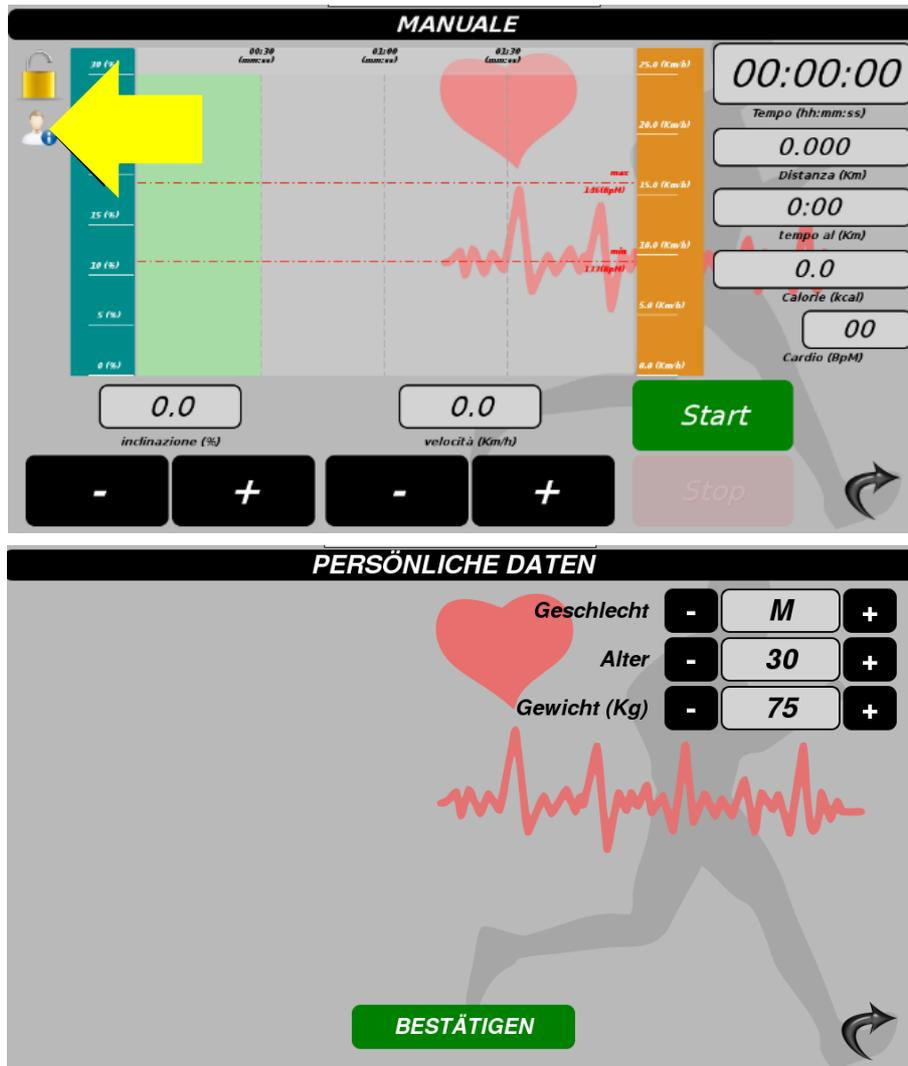 MANUALE
00:30 01:00 01:30
(mm:ss) (mm:ss) (mm:ss)
30 (%)
15 (%)
10 (%)
5 (%)
0 (%)
max
146(BpM)
min
25.0 (Km/h)
20.0 (Km/h)
15.0 (Km/h)
10.0 (Km/h)
5.0 (Km/h)
0.0 (Km/h)
00:00:00
Tempo (hh:mm:ss)
0.000
Distanza (Km)
0:00
tempo al (Km)
0.0
Calorie (kcal)
00
Cardio (BpM)
0.0
inclinazione (%)
0.0
velocità (Km/h)
Start
- + - +
Stop
PERSÖNLICHE DATEN
Geschlecht - M +
Alter - 30 +
Gewicht (Kg) - 75 +
BESTÄTIGEN